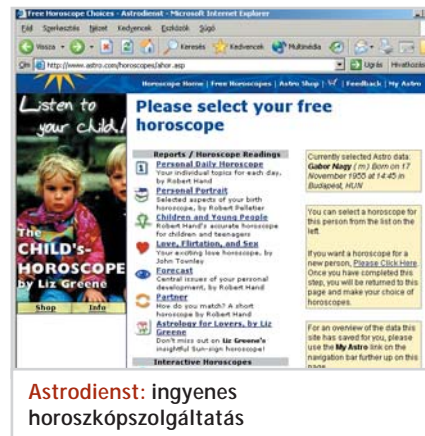 Free Horoscope Choices - Astrodienst - Microsoft Internet Explorer
Fájl Szerkesztés Nézet Kedvencek Eszközök Súgó
Vissza Keresés Kedvencek Multimédia
Cím http://www.astro.com/horoscopes/ahor.asp Ugrás Hivatkozás
Horoscope Home | Free Horoscopes | Astro Shop | Feedback | My Astro
Listen to
your child!
The
CHILD'S-
HOROSCOPE
by Liz Greene
Shop Info
Please select your free
horoscope
Reports / Horoscope Readings
Personal Daily Horoscope
Your individual topics for each day,
by Robert Hand
Personal Portrait
Selected aspects of your birth
horoscope, by Robert Pelletier
Children and Young People
Robert Hand's accurate horoscope
for children and teenagers
Love, Flirtation, and Sex
Your exciting love horoscope, by
John Townley
Forecast
Central issues of your personal
development, by Robert Hand
Partner
How do you match? A short
horoscope by Robert Hand
Astrology for Lovers, by Liz
Greene
Don't miss out on Liz Greene's
insightful Sun-sign horoscope!
Interactive Horoscopes
Currently selected Astro data:
Gabor Nagy (m) Born on 17
November 1955 at 14:45 in
Budapest, HUN
You can select a horoscope for
this person from the list on the
left.
If you want a horoscope for a
new person, Please Click Here.
Once you have completed this
step, you will be returned to this
page and make your choice of
horoscopes.
For an overview of the data this
site has saved for you, please
use the My Astro link on the
navigation bar further up on this
page.
Astrodienst: ingyenes
horoszkópszolgáltatás